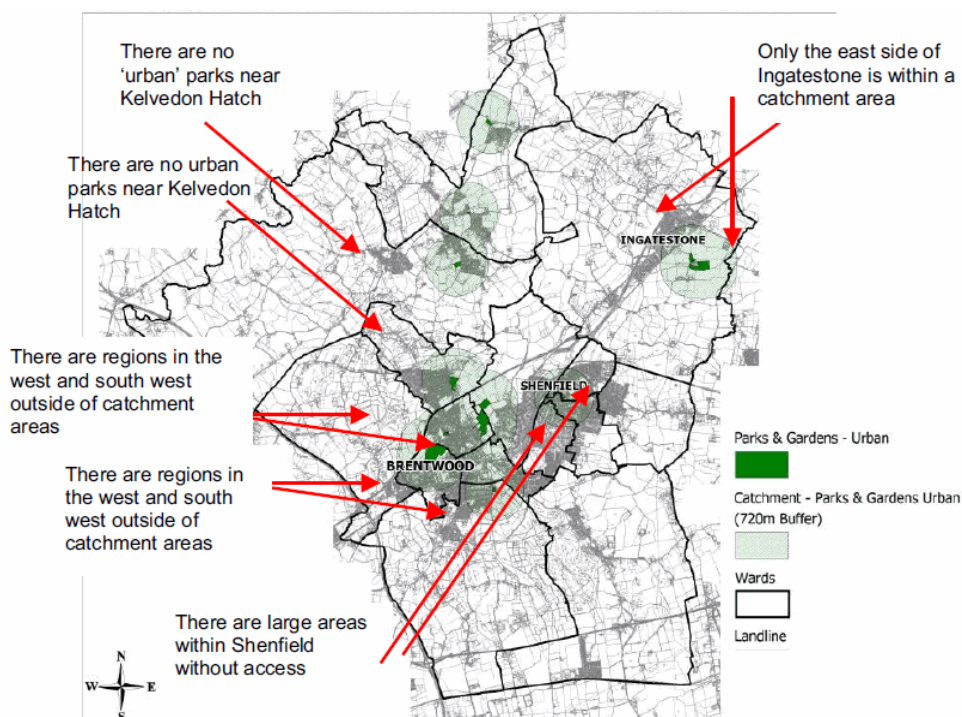 There are no
‘urban’ parks near
Kelvedon Hatch
Only the east side of
Ingatestone is within a
catchment area
There are no urban
parks near Kelvedon
Hatch
INGATESTONE
There are regions in the
west and south west
outside of catchment
areas
SHENFIELD
BRENTWOOD
There are regions in
the west and south
west outside of
catchment areas
Parks & Gardens - Urban
Catchment - Parks & Gardens Urban
(720m Buffer)
Wards
Landline
There are large areas
within Shenfield
without access
N
W E
S